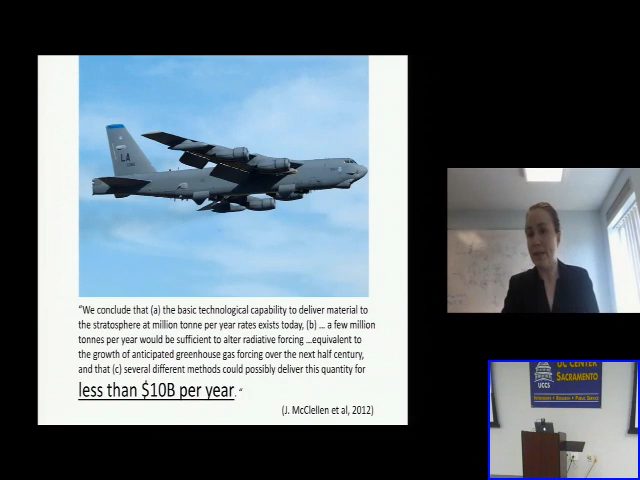 LA
"We conclude that (a) the basic technological capability to deliver material to
the stratosphere at million tonne per year rates exists today, (b) ... a few million
tonnes per year would be sufficient to alter radiative forcing ...equivalent to
the growth of anticipated greenhouse gas forcing over the next half century,
and that (c) several different methods could possibly deliver this quantity for
less than $10B per year. "
(J. McClellen et al, 2012)
UC CENTER
SACRAMENTO
UCCS